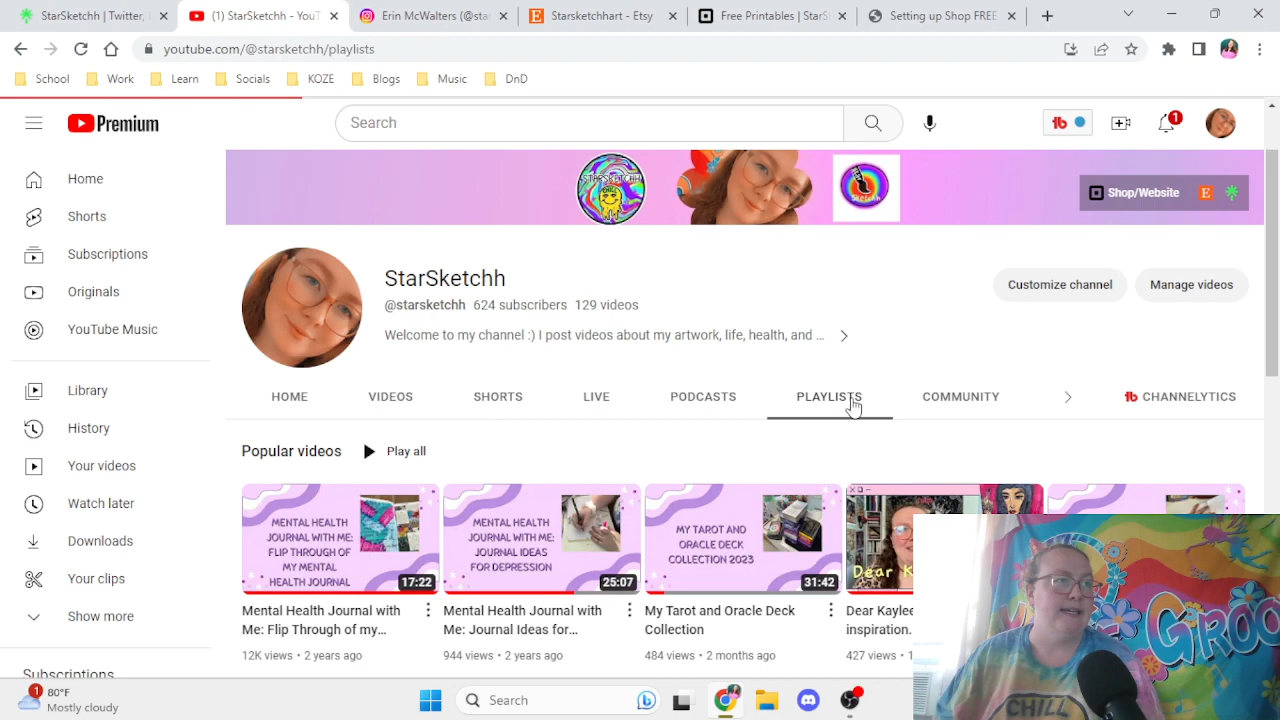 StarSketchh | Twitter,
(1) StarSketchh - YouT
Erin McWalters (@sta
Starsketchhart - Etsy
Free Printables | StarS
Setting up Shop FREE
youtube.com/@starsketchh/playlists
School Work Learn Socials KOZE Blogs Music DnD
Premium
Search
1
Shop/Website
Home
Shorts
Subscriptions
Originals
YouTube Music
Library
History
Your videos
Watch later
Downloads
Your clips
Show more
Subscriptions
STARSKETCHH
CHILL
StarSketchh
@starsketchh 624 subscribers 129 videos
Welcome to my channel :) I post videos about my artwork, life, health, and ...
Customize channel
Manage videos
HOME VIDEOS SHORTS LIVE PODCASTS PLAYLISTS COMMUNITY CHANNELYTICS
Popular videos Play all
MENTAL HEALTH
JOURNAL WITH ME:
FLIP THROUGH OF
MY MENTAL
HEALTH JOURNAL
17:22
Mental Health Journal with
Me: Flip Through of my...
12K views • 2 years ago
MENTAL HEALTH
JOURNAL WITH ME:
JOURNAL IDEAS
FOR DEPRESSION
25:07
Mental Health Journal with
Me: Journal Ideas for...
944 views • 2 years ago
MY TAROT AND
ORACLE DECK
COLLECTION 2023
31:42
My Tarot and Oracle Deck
Collection
484 views • 2 months ago
Dear K
Dear Kaylee
inspiration.
427 views •
GROO
CHILL
1
80°F
Mostly cloudy
Search